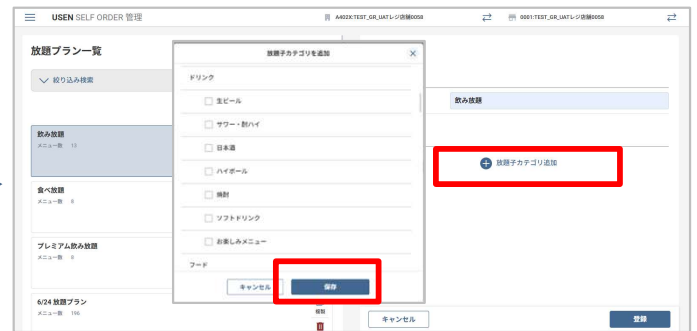 USEN SELF ORDER 管理
A402X:TEST_GR_UATレジ店舗0058
0001:TEST_GR_UATレジ店舗0058
放題プラン一覧
絞り込み検索
飲み放題
メニュー数 13
食べ放題
メニュー数 8
プレミアム飲み放題
メニュー数 8
6/24 放題プラン
メニュー数 196
複製
放題子カテゴリを追加
ドリンク
生ビール
サワー・酎ハイ
日本酒
ハイボール
焼酎
ソフトドリンク
お楽しみメニュー
フード
キャンセル
保存
飲み放題
放題子カテゴリ追加
キャンセル
登録